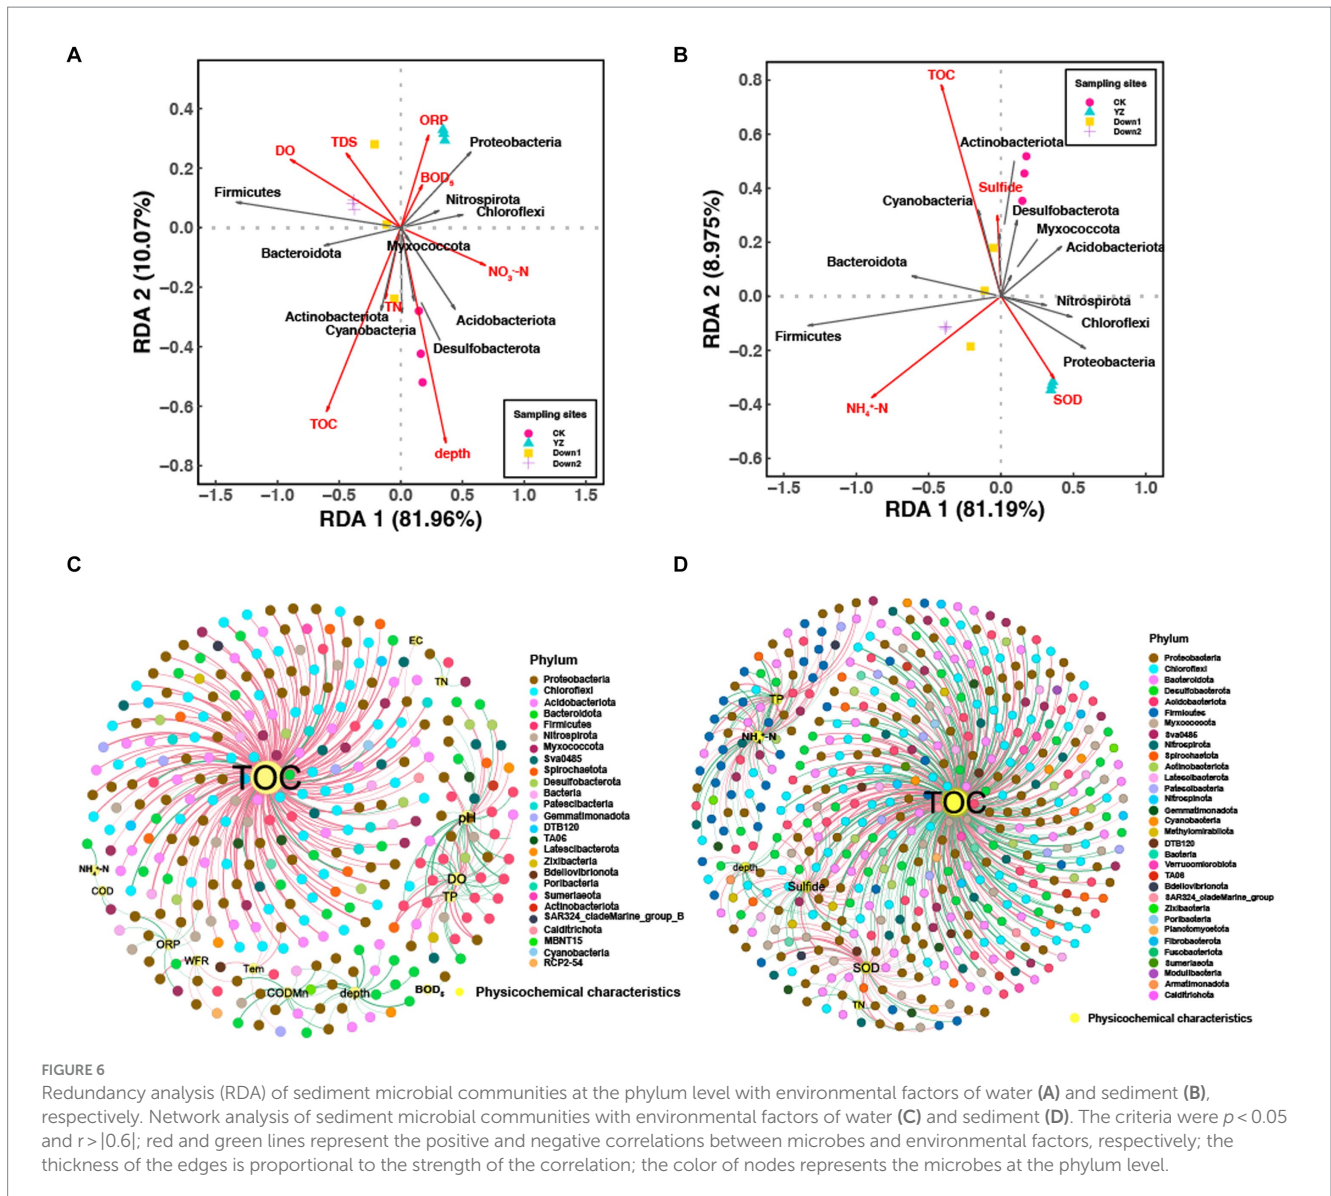 A
0.4
0.2
0.0
−0.2
−0.4
−0.6
−0.8
−1.5
−1.0
−0.5
0.0
0.5
1.0
1.5
RDA 2 (10.07%)
RDA 1 (81.96%)
ORP
TDS
DO
Proteobacteria
BOD₅
Firmicutes
Nitrospirota
Chloroflexi
Bacteroidota
Myxococcota
NO₃⁻-N
TN
Actinobacteriota
Cyanobacteria
Acidobacteriota
Desulfobacterota
TOC
depth
Sampling sites
CK
YZ
Down1
Down2
B
0.8
0.6
0.4
0.2
0.0
−0.2
−0.4
−0.6
−1.5
−1.0
−0.5
0.0
0.5
1.0
RDA 2 (8.975%)
RDA 1 (81.19%)
TOC
Actinobacteriota
Sulfide
Cyanobacteria
Desulfobacterota
Myxococcota
Acidobacteriota
Bacteroidota
Nitrospirota
Chloroflexi
Firmicutes
Proteobacteria
NH₄⁺-N
SOD
Sampling sites
CK
YZ
Down1
Down2
C
EC
TN
TOC
pH
DO
TP
NH₄⁺-N
COD
ORP
WFR
Tem
CODMn
depth
BOD₅
Phylum
Proteobacteria
Chloroflexi
Acidobacteriota
Bacteroidota
Firmicutes
Nitrospirota
Myxococcota
Sva0485
Spirochaetota
Desulfobacterota
Bacteria
Patescibacteria
Gemmatimonadota
DTB120
TA06
Latescibacterota
Zixibacteria
Bdellovibrionota
Poribacteria
Sumerlaeota
Actinobacteriota
SAR324_cladeMarine_group_B
Calditrichota
MBNT15
Cyanobacteria
RCP2-54
Physicochemical characteristics
D
TP
NH₄⁺-N
TOC
depth
Sulfide
SOD
TN
Phylum
Proteobacteria
Chloroflexi
Bacteroidota
Desulfobacterota
Acidobacteriota
Firmicutes
Myxococcota
Sva0485
Nitrospirota
Spirochaetota
Actinobacteriota
Latescibacterota
Patescibacteria
Nitrospinota
Gemmatimonadota
Cyanobacteria
Methylomirabilota
DTB120
Bacteria
Verrucomicrobiota
TA06
Bdellovibrionota
SAR324_cladeMarine_group
Zixibacteria
Poribacteria
Planctomycetota
Fibrobacterota
Fusobacteriota
Sumerlaeota
Modulibacteria
Armatimonadota
Calditrichota
Physicochemical characteristics
FIGURE 6
Redundancy analysis (RDA) of sediment microbial communities at the phylum level with environmental factors of water (A) and sediment (B),
respectively. Network analysis of sediment microbial communities with environmental factors of water (C) and sediment (D). The criteria were p < 0.05
and r > |0.6|; red and green lines represent the positive and negative correlations between microbes and environmental factors, respectively; the
thickness of the edges is proportional to the strength of the correlation; the color of nodes represents the microbes at the phylum level.